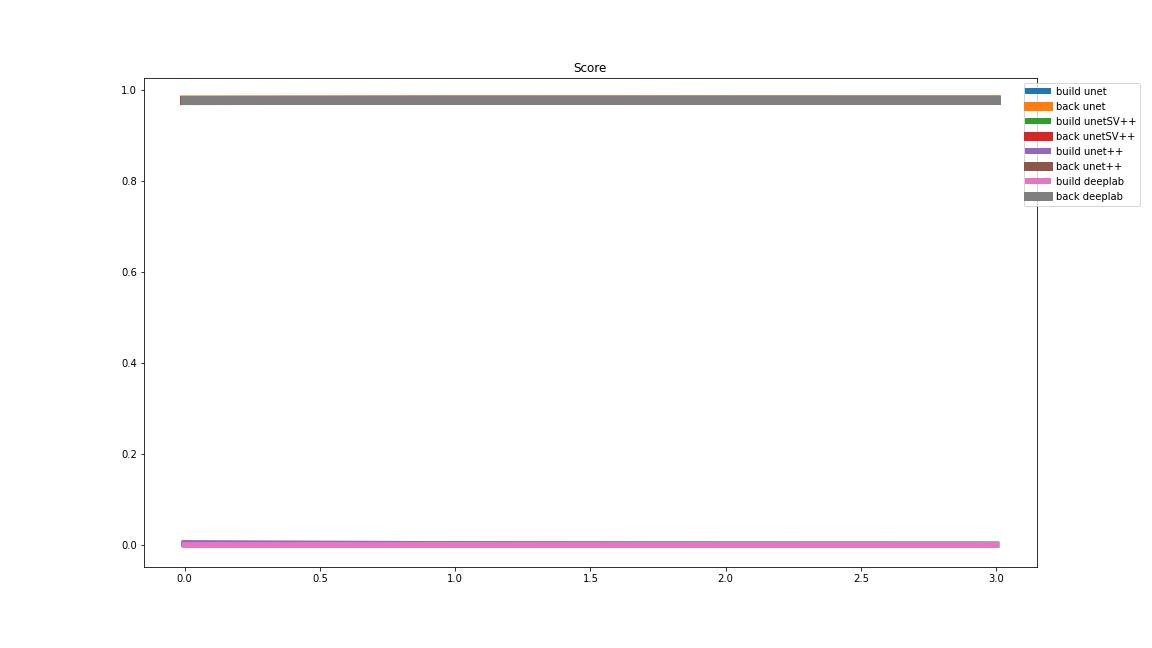 Score
1.0
0.8
0.6
0.4
0.2
0.0
0.0 0.5 1.0 1.5 2.0 2.5 3.0
build unet
back unet
build unetSV++
back unetSV++
build unet++
back unet++
build deeplab
back deeplab